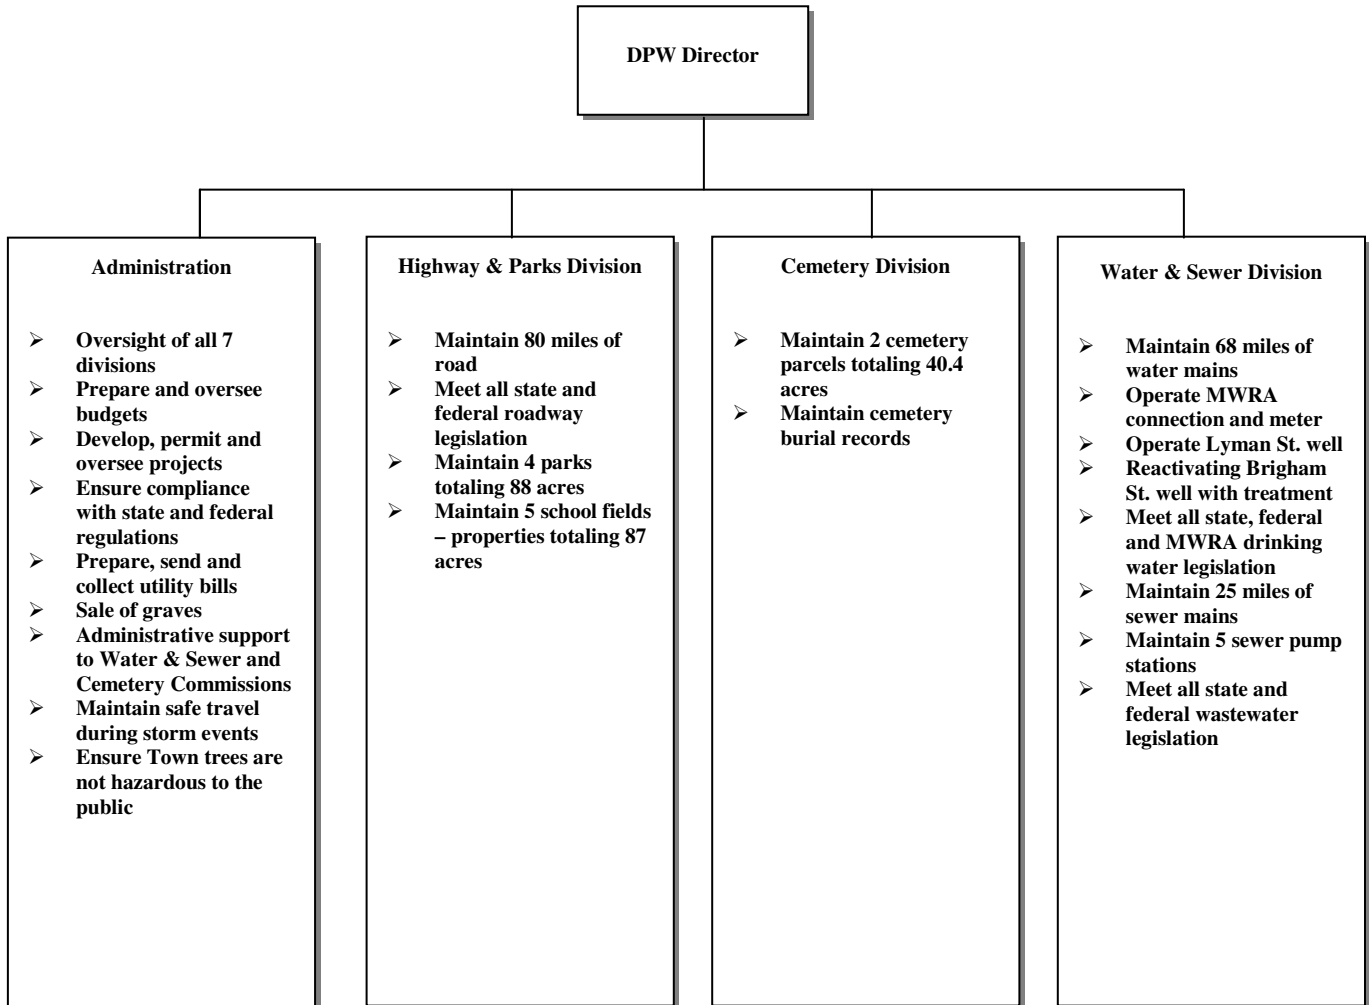 DPW Director
Administration
➢ Oversight of all 7
divisions
➢ Prepare and oversee
budgets
➢ Develop, permit and
oversee projects
➢ Ensure compliance
with state and federal
regulations
➢ Prepare, send and
collect utility bills
➢ Sale of graves
➢ Administrative support
to Water & Sewer and
Cemetery Commissions
➢ Maintain safe travel
during storm events
➢ Ensure Town trees are
not hazardous to the
public
Highway & Parks Division
➢ Maintain 80 miles of
road
➢ Meet all state and
federal roadway
legislation
➢ Maintain 4 parks
totaling 88 acres
➢ Maintain 5 school fields
– properties totaling 87
acres
Cemetery Division
➢ Maintain 2 cemetery
parcels totaling 40.4
acres
➢ Maintain cemetery
burial records
Water & Sewer Division
➢ Maintain 68 miles of
water mains
➢ Operate MWRA
connection and meter
➢ Operate Lyman St. well
➢ Reactivating Brigham
St. well with treatment
➢ Meet all state, federal
and MWRA drinking
water legislation
➢ Maintain 25 miles of
sewer mains
➢ Maintain 5 sewer pump
stations
➢ Meet all state and
federal wastewater
legislation